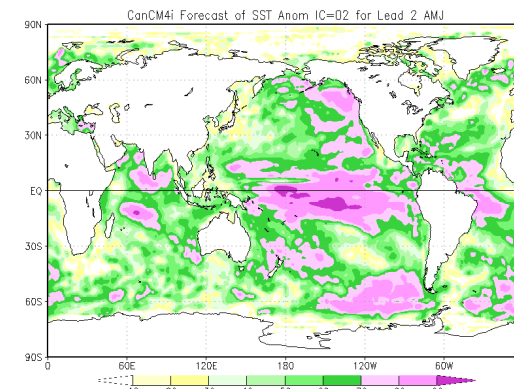 CanCM4i Forecast of SST Anom IC=02 for Lead 2 AMJ
90N
60N
30N
EQ
30S
60S
90S
0 60E 120E 180 120W 60W